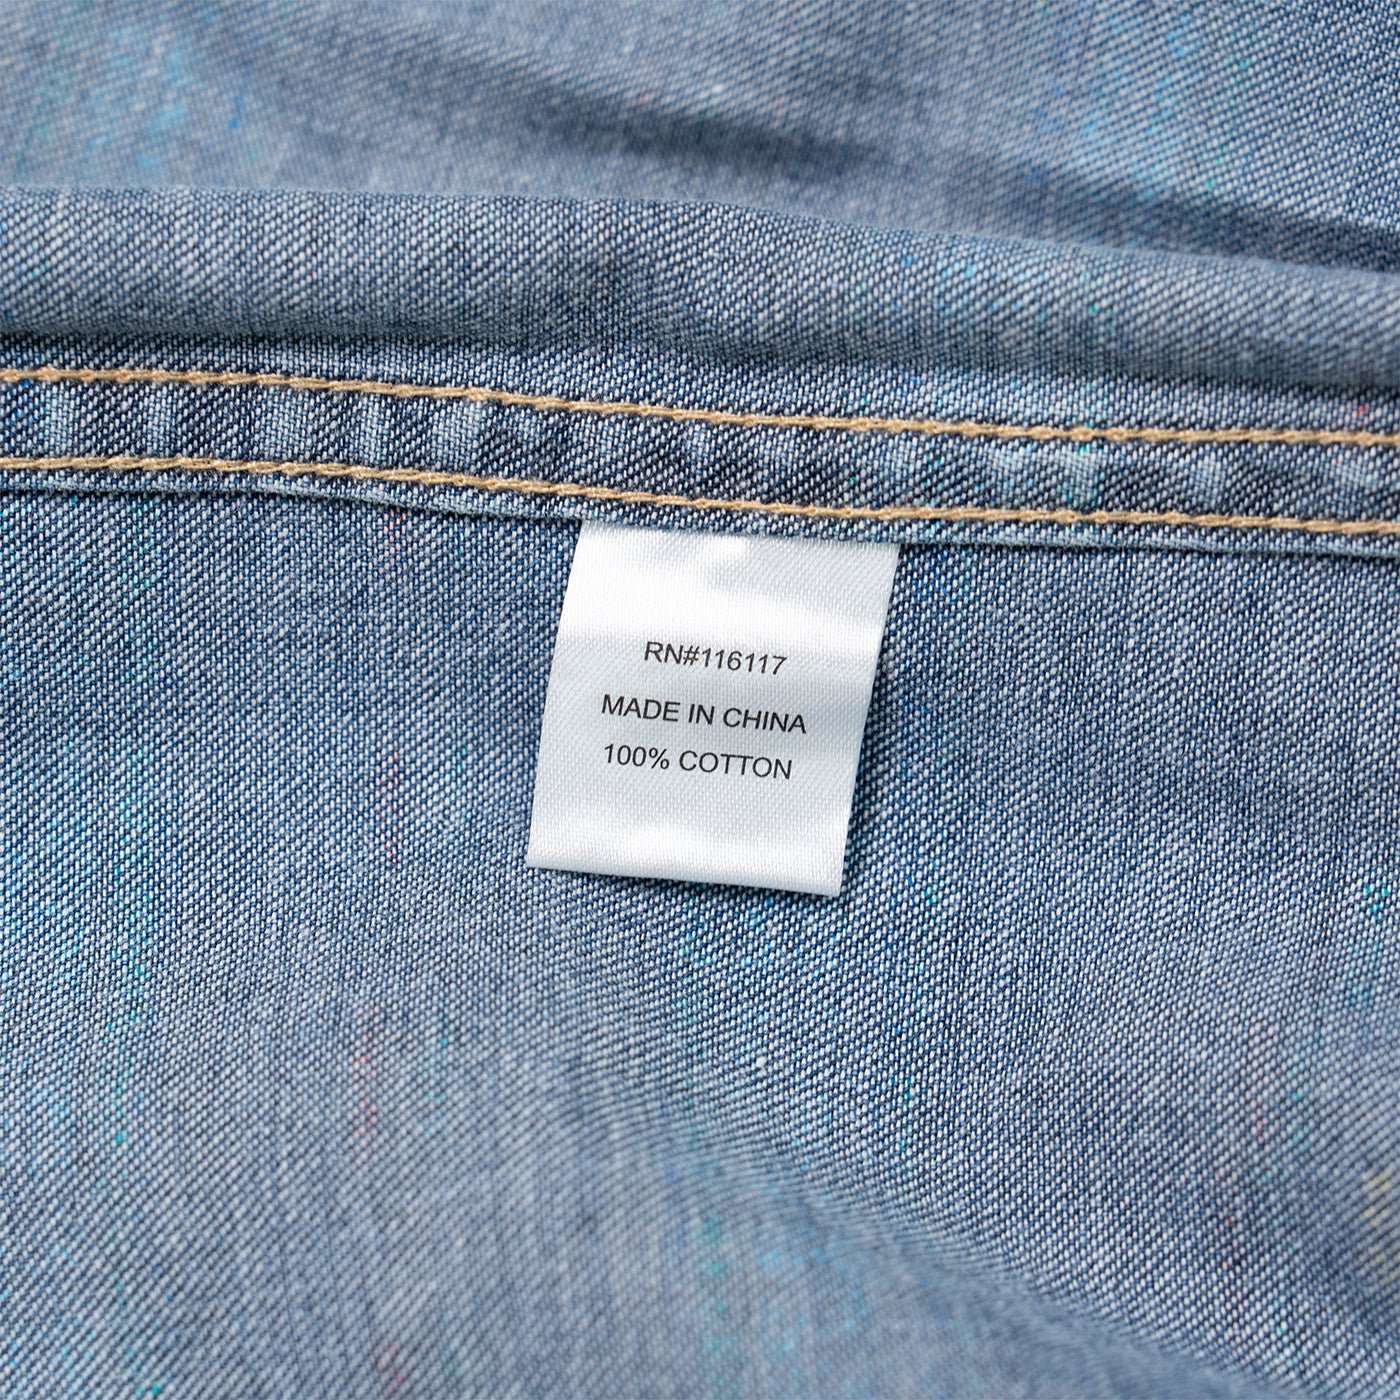 RN#116117
MADE IN CHINA
100% COTTON